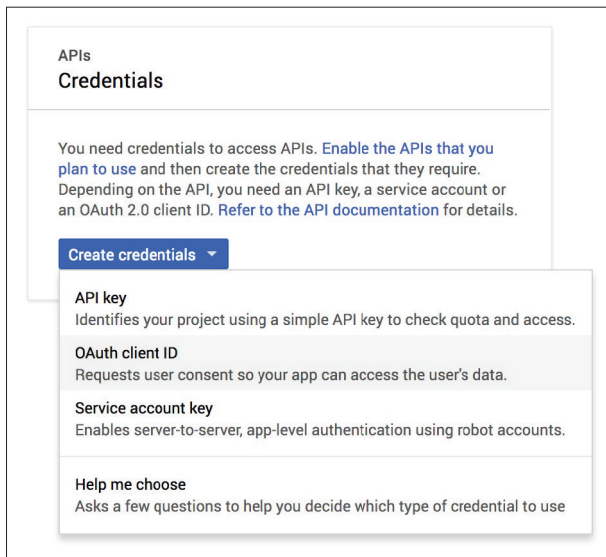 APIs
Credentials
You need credentials to access APIs. Enable the APIs that you
plan to use and then create the credentials that they require.
Depending on the API, you need an API key, a service account or
an OAuth 2.0 client ID. Refer to the API documentation for details.
Create credentials
API key
Identifies your project using a simple API key to check quota and access.
OAuth client ID
Requests user consent so your app can access the user's data.
Service account key
Enables server-to-server, app-level authentication using robot accounts.
Help me choose
Asks a few questions to help you decide which type of credential to use